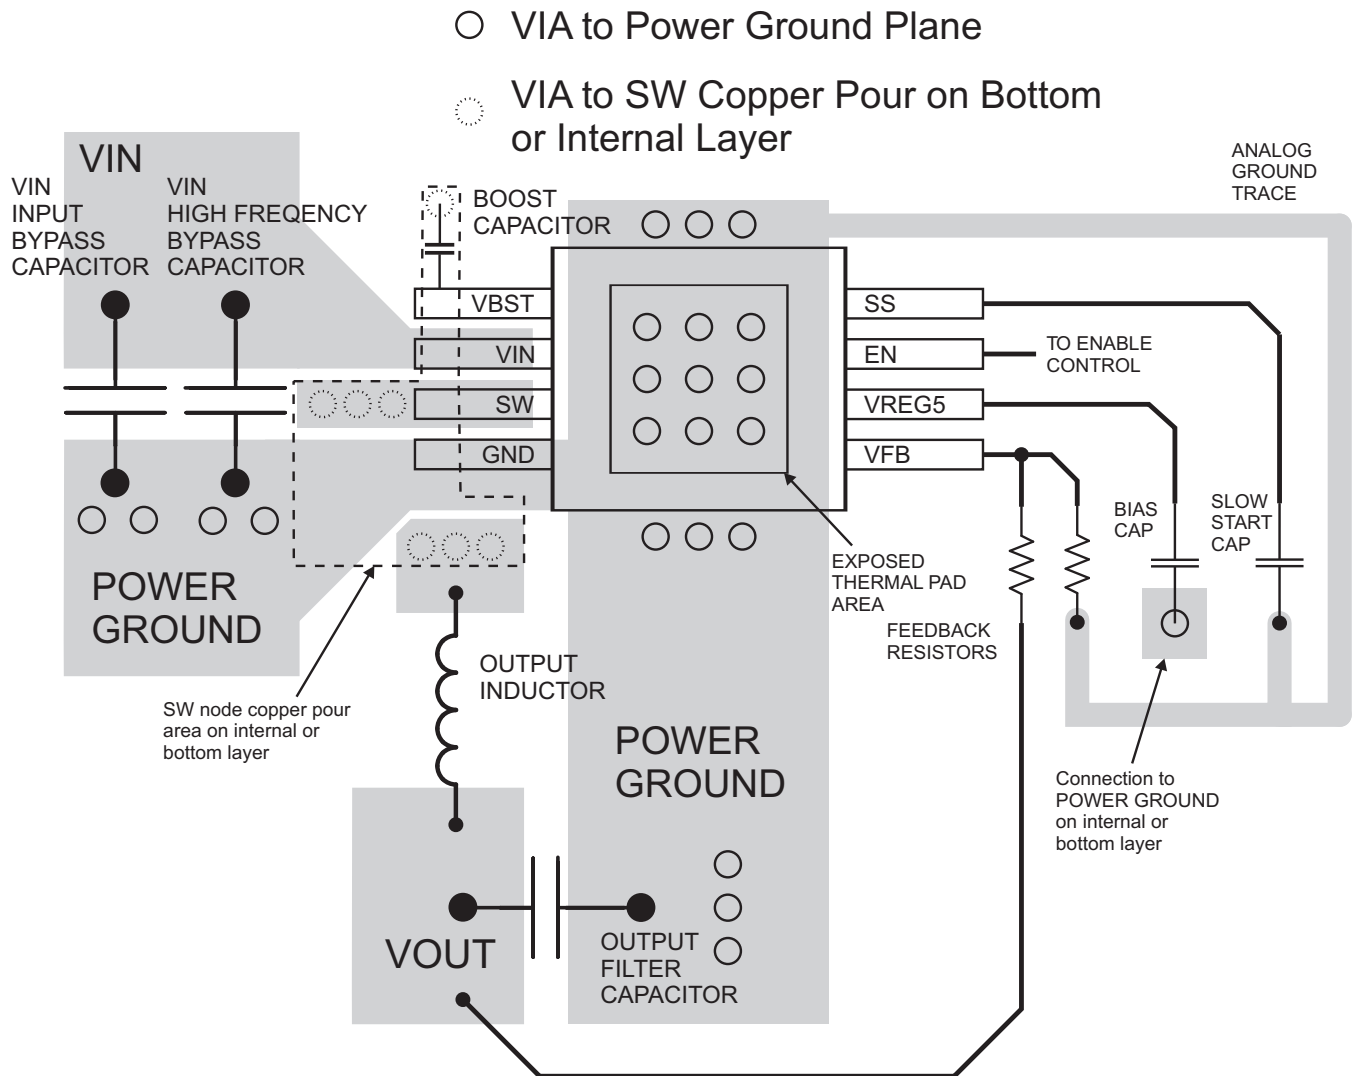 VIA to Power Ground Plane
VIA to SW Copper Pour on Bottom
or Internal Layer
VIN
VIN
INPUT
BYPASS
CAPACITOR
VIN
HIGH FREQENCY
BYPASS
CAPACITOR
BOOST
CAPACITOR
ANALOG
GROUND
TRACE
VBST
VIN
SW
GND
SS
EN
VREG5
VFB
TO ENABLE
CONTROL
BIAS
CAP
SLOW
START
CAP
EXPOSED
THERMAL PAD
AREA
FEEDBACK
RESISTORS
POWER
GROUND
SW node copper pour
area on internal or
bottom layer
OUTPUT
INDUCTOR
POWER
GROUND
Connection to
POWER GROUND
on internal or
bottom layer
VOUT
OUTPUT
FILTER
CAPACITOR